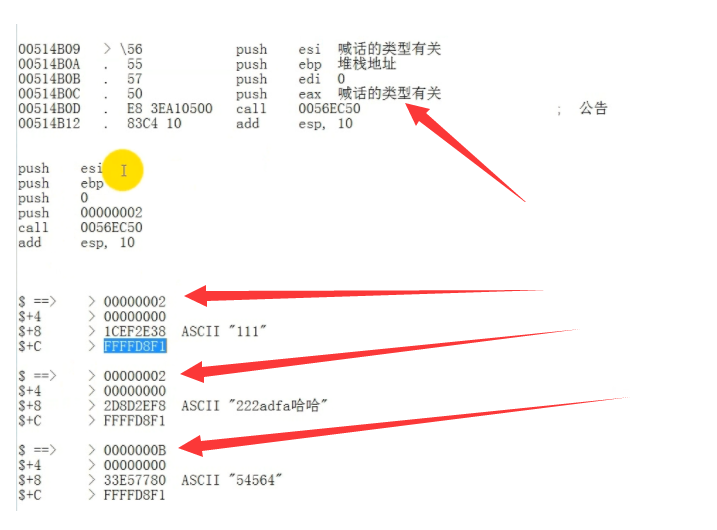 00514B09 > \56 push esi 喊话的类型有关
00514B0A . 55 push ebp 堆栈地址
00514B0B . 57 push edi 0
00514B0C . 50 push eax 喊话的类型有关
00514B0D . E8 3EA10500 call 0056EC50 ; 公告
00514B12 . 83C4 10 add esp, 10
push esi
push ebp
push 0
push 00000002
call 0056EC50
add esp, 10
$ ==> > 00000002
$+4 > 00000000
$+8 > 1CEF2E38 ASCII "111"
$+C > FFFFD8F1
$ ==> > 00000002
$+4 > 00000000
$+8 > 2D8D2EF8 ASCII "222adfa哈哈"
$+C > FFFFD8F1
$ ==> > 0000000B
$+4 > 00000000
$+8 > 33E57780 ASCII "54564"
$+C > FFFFD8F1